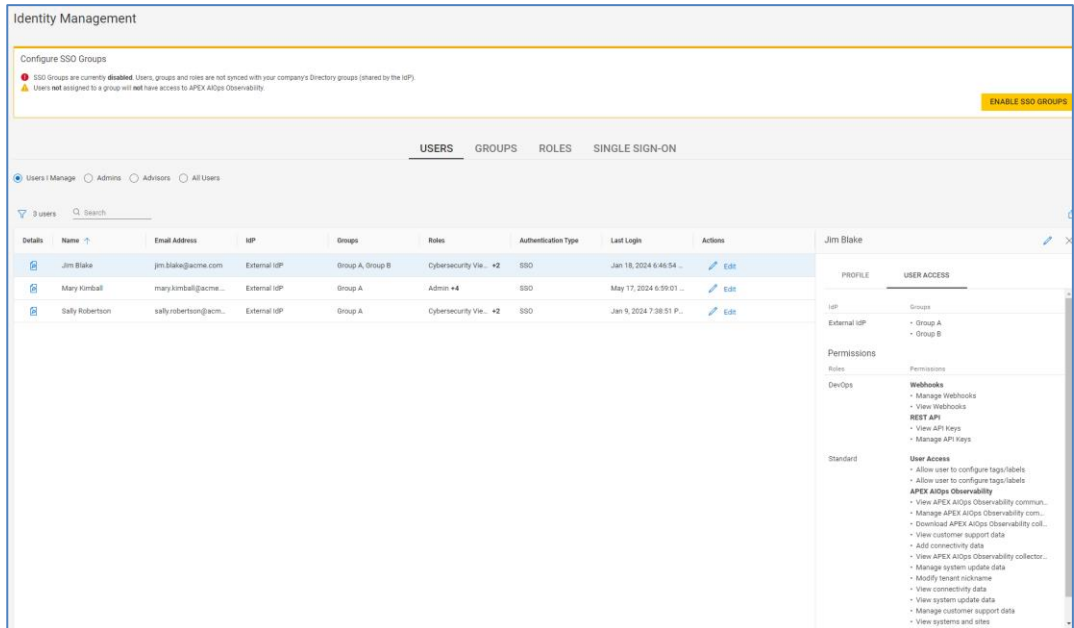 Identity Management
Configure SSO Groups
SSO Groups are currently disabled. Users, groups and roles are not synced with your company's Directory groups (shared by the IdP).
Users not assigned to a group will not have access to APEX AIOps Observability.
ENABLE SSO GROUPS
USERS GROUPS ROLES SINGLE SIGN-ON
Users I Manage Admins Advisors All Users
3 users Search
Details Name Email Address IdP Groups Roles Authentication Type Last Login Actions
Jim Blake jim.blake@acme.com External IdP Group A, Group B Cybersecurity Vie... +2 SSO Jan 18, 2024 6:46:54 ... Edit
Mary Kimball mary.kimball@acme... External IdP Group A Admin +4 SSO May 17, 2024 6:59:01 ... Edit
Sally Robertson sally.robertson@acm... External IdP Group A Cybersecurity Vie... +2 SSO Jan 9, 2024 7:38:51 P... Edit
Jim Blake
PROFILE USER ACCESS
IdP Groups
External IdP • Group A
• Group B
Permissions
Roles Permissions
DevOps Webhooks
• Manage Webhooks
• View Webhooks
REST API
• View API Keys
• Manage API Keys
Standard User Access
• Allow user to configure tags/labels
• Allow user to configure tags/labels
APEX AIOps Observability
• View APEX AIOps Observability commun...
• Manage APEX AIOps Observability com...
• Download APEX AIOps Observability coll...
• View customer support data
• Add connectivity data
• View APEX AIOps Observability collector...
• Manage system update data
• Modify tenant nickname
• View connectivity data
• View system update data
• Manage customer support data
• View systems and sites